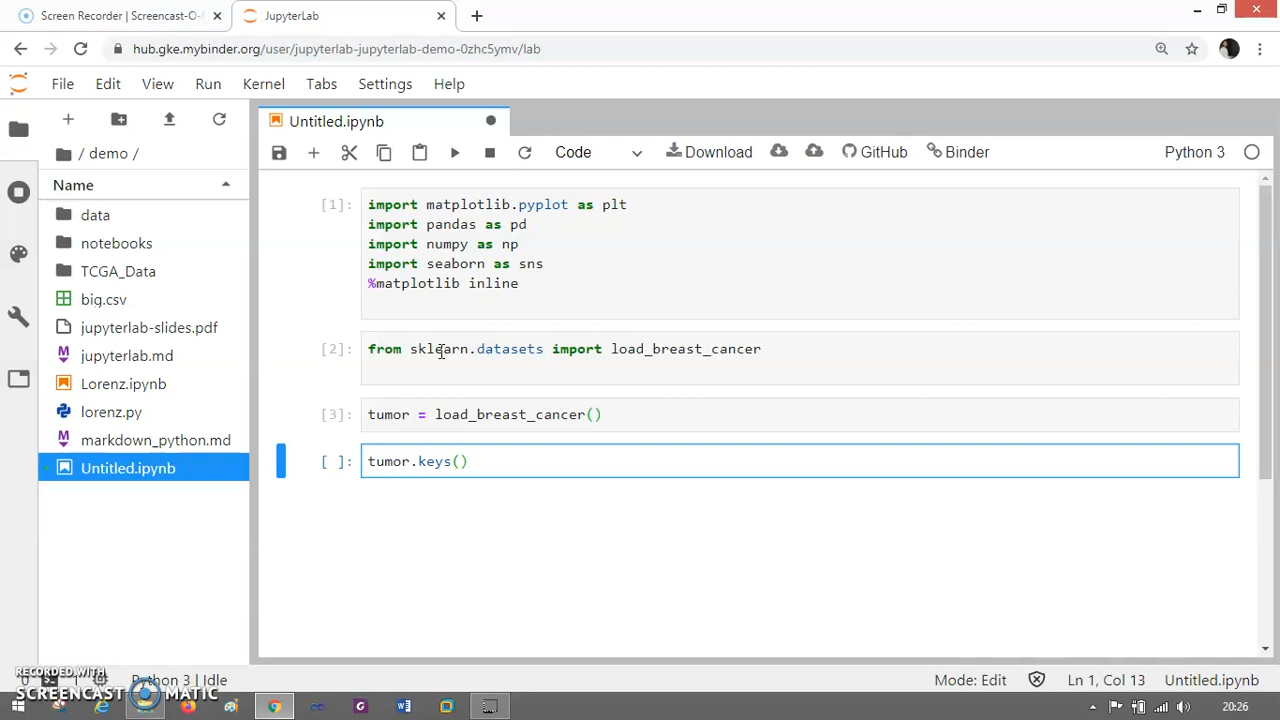 Screen Recorder | Screencast-O-
JupyterLab
hub.gke.mybinder.org/user/jupyterlab-jupyterlab-demo-0zhc5ymv/lab
File Edit View Run Kernel Tabs Settings Help
Untitled.ipynb
Code Download GitHub Binder Python 3
/ demo /
Name
data
notebooks
TCGA_Data
big.csv
jupyterlab-slides.pdf
jupyterlab.md
Lorenz.ipynb
lorenz.py
markdown_python.md
Untitled.ipynb
[1]: import matplotlib.pyplot as plt
import pandas as pd
import numpy as np
import seaborn as sns
%matplotlib inline
[2]: from sklearn.datasets import load_breast_cancer
[3]: tumor = load_breast_cancer()
[ ]: tumor.keys()
0 1 Python 3 | Idle Mode: Edit Ln 1, Col 13 Untitled.ipynb
RECORDED WITH
SCREENCAST MATIC
20:26